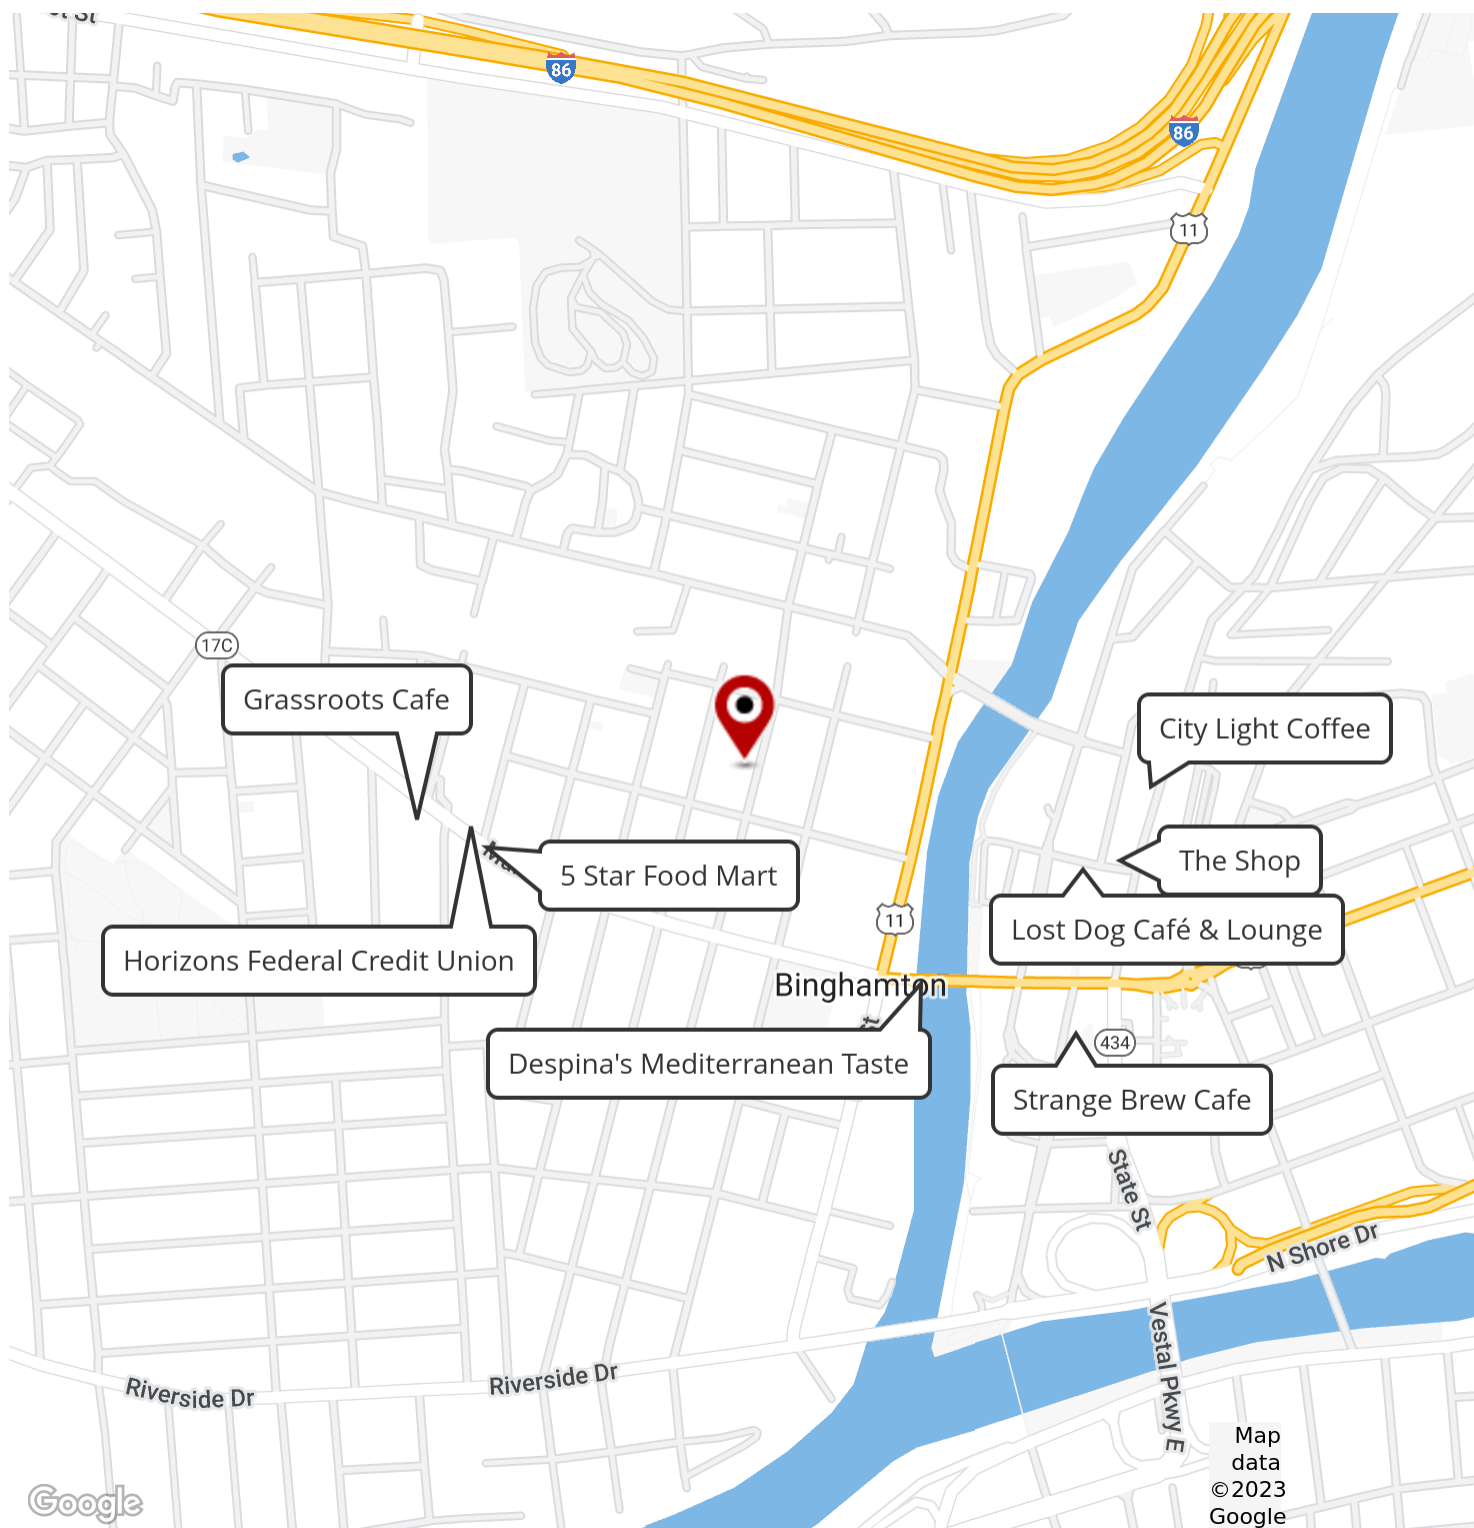 86
86
11
17C
Grassroots Cafe
City Light Coffee
The Shop
5 Star Food Mart
11
Lost Dog Café & Lounge
Horizons Federal Credit Union
Binghamton
St
434
Despina's Mediterranean Taste
Strange Brew Cafe
State St
N Shore Dr
Vestal Pkwy E
Riverside Dr
Riverside Dr
Map
data
©2023
Google
Google